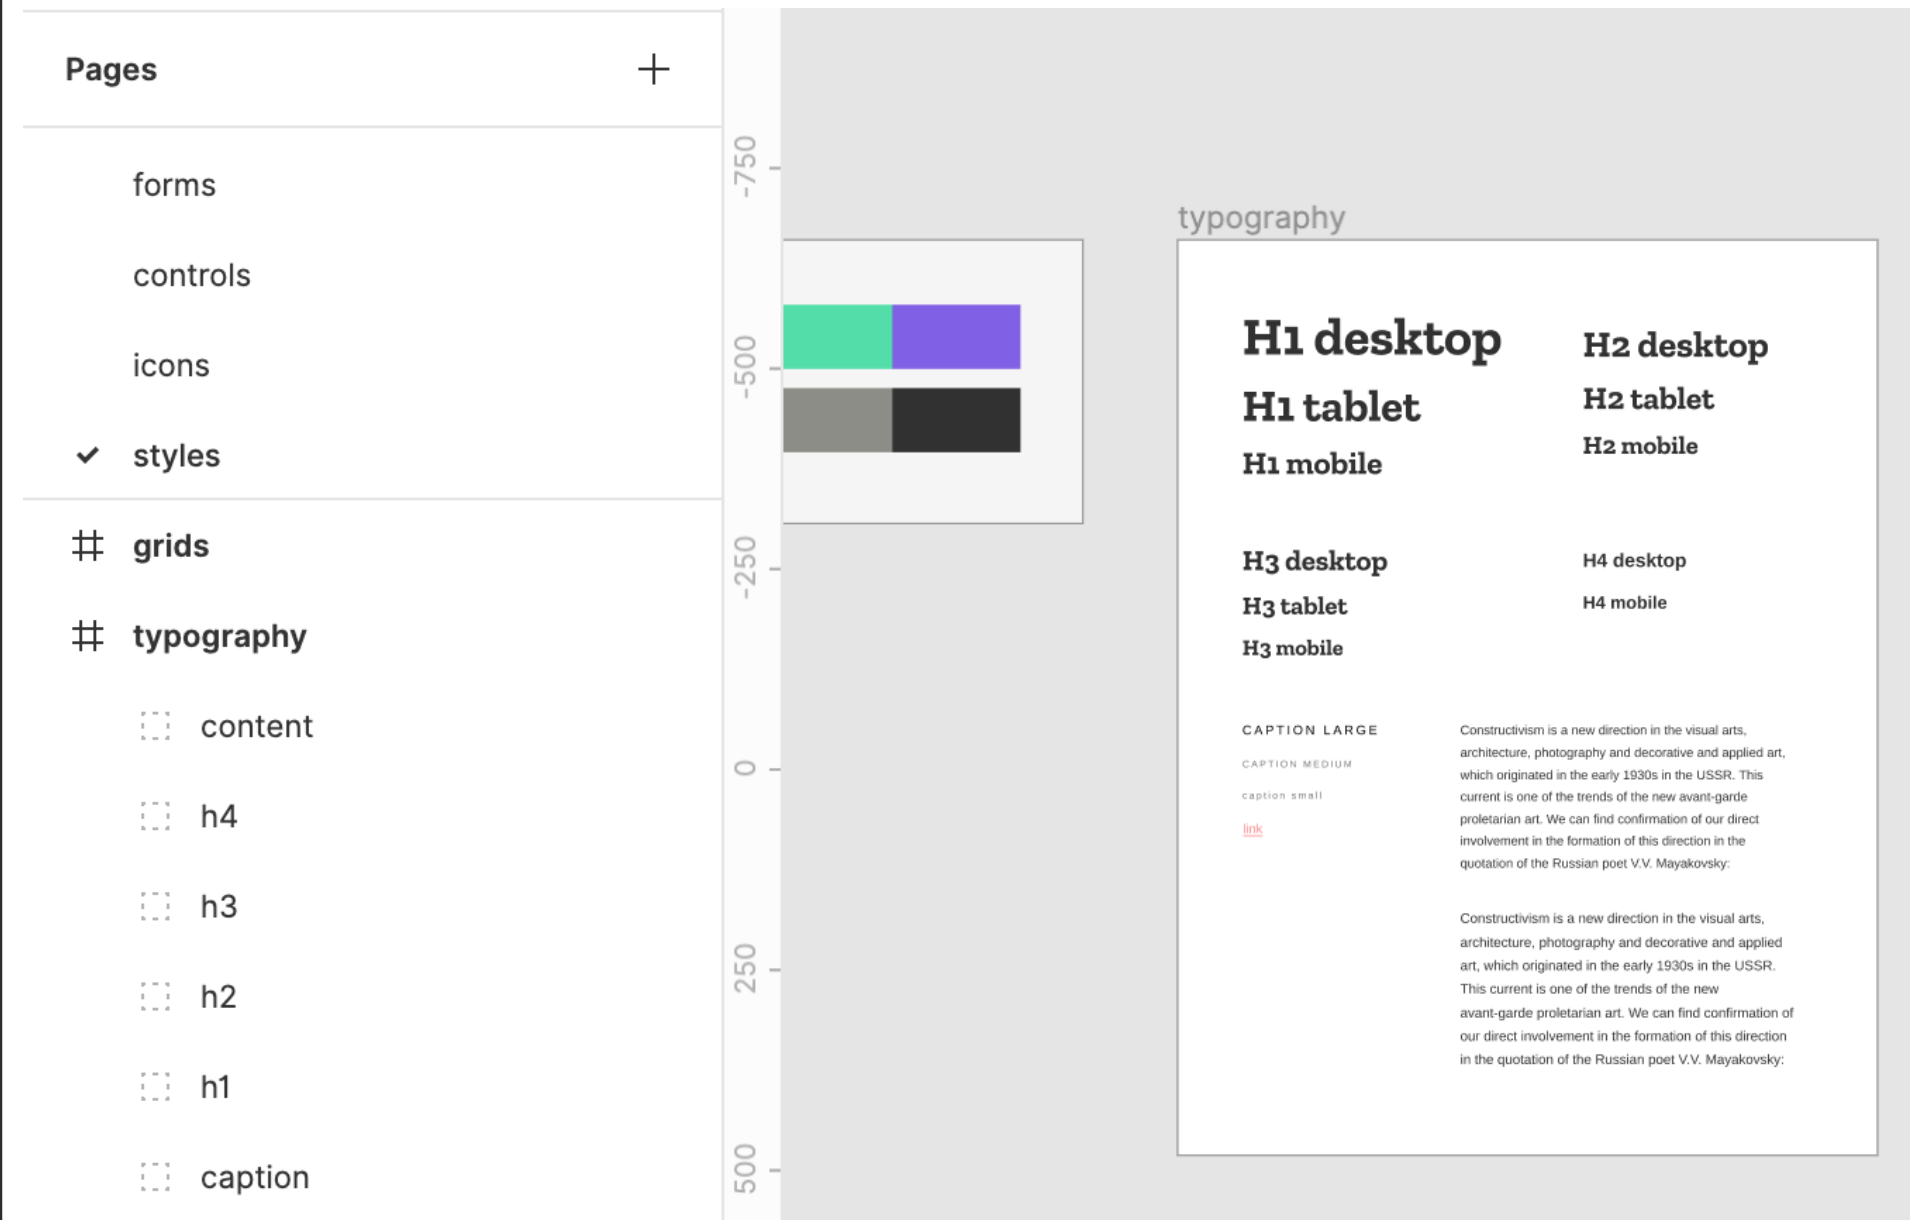 Pages
forms
controls
icons
styles
grids
typography
content
h4
h3
h2
h1
caption
-750
-500
-250
0
250
500
typography
H1 desktop
H1 tablet
H1 mobile
H2 desktop
H2 tablet
H2 mobile
H3 desktop
H3 tablet
H3 mobile
H4 desktop
H4 mobile
CAPTION LARGE
CAPTION MEDIUM
caption small
link
Constructivism is a new direction in the visual arts,
architecture, photography and decorative and applied art,
which originated in the early 1930s in the USSR. This
current is one of the trends of the new avant-garde
proletarian art. We can find confirmation of our direct
involvement in the formation of this direction in the
quotation of the Russian poet V.V. Mayakovsky:
Constructivism is a new direction in the visual arts,
architecture, photography and decorative and applied
art, which originated in the early 1930s in the USSR.
This current is one of the trends of the new
avant-garde proletarian art. We can find confirmation of
our direct involvement in the formation of this direction
in the quotation of the Russian poet V.V. Mayakovsky: